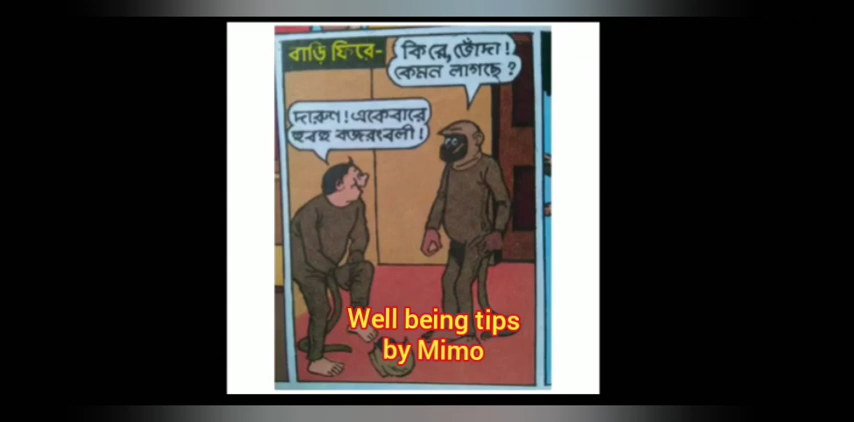 বাড়ি ফিরে-
কি রে, ভোঁদা!
কেমন লাগছে?
দারুণ! একেবারে
হুবহু বজরংবলী!
Well being tips
by Mimo